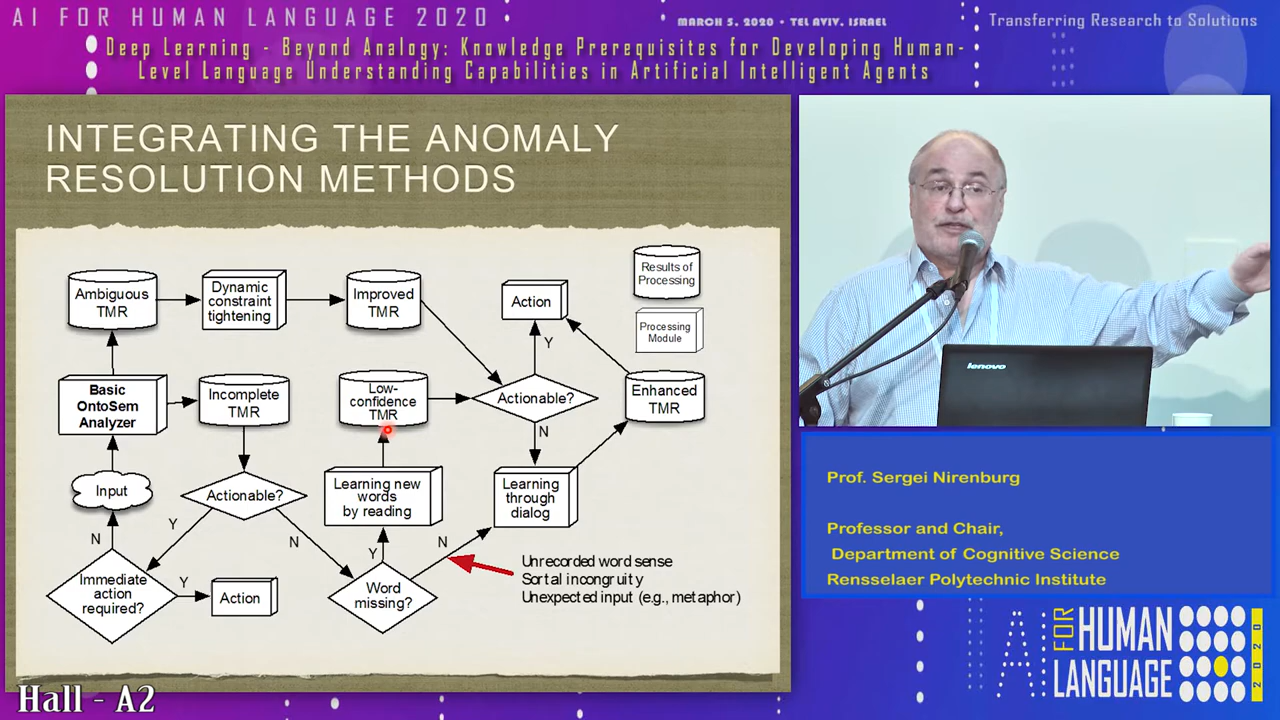 AI FOR HUMAN LANGUAGE 2020
MARCH 5, 2020 • TEL AVIV, ISRAEL
Transferring Research to Solutions
Deep Learning - Beyond Analogy: Knowledge Prerequisites for Developing Human-
Level Language Understanding Capabilities in Artificial Intelligent Agents
INTEGRATING THE ANOMALY
RESOLUTION METHODS
Ambiguous
TMR
Dynamic
constraint
tightening
Improved
TMR
Action
Results of
Processing
Processing
Module
Y
Basic
OntoSem
Analyzer
Incomplete
TMR
Low-
confidence
TMR
Actionable?
Enhanced
TMR
N
Input
Actionable?
Learning new
words
by reading
Learning
through
dialog
Y
N
N
Y
N
Immediate
action
required?
Y
Action
Word
missing?
Unrecorded word sense
Sortal incongruity
Unexpected input (e.g., metaphor)
lenovo
Prof. Sergei Nirenburg
Professor and Chair,
Department of Cognitive Science
Rensselaer Polytechnic Institute
AI FOR HUMAN
LANGUAGE
2020
Hall - A2